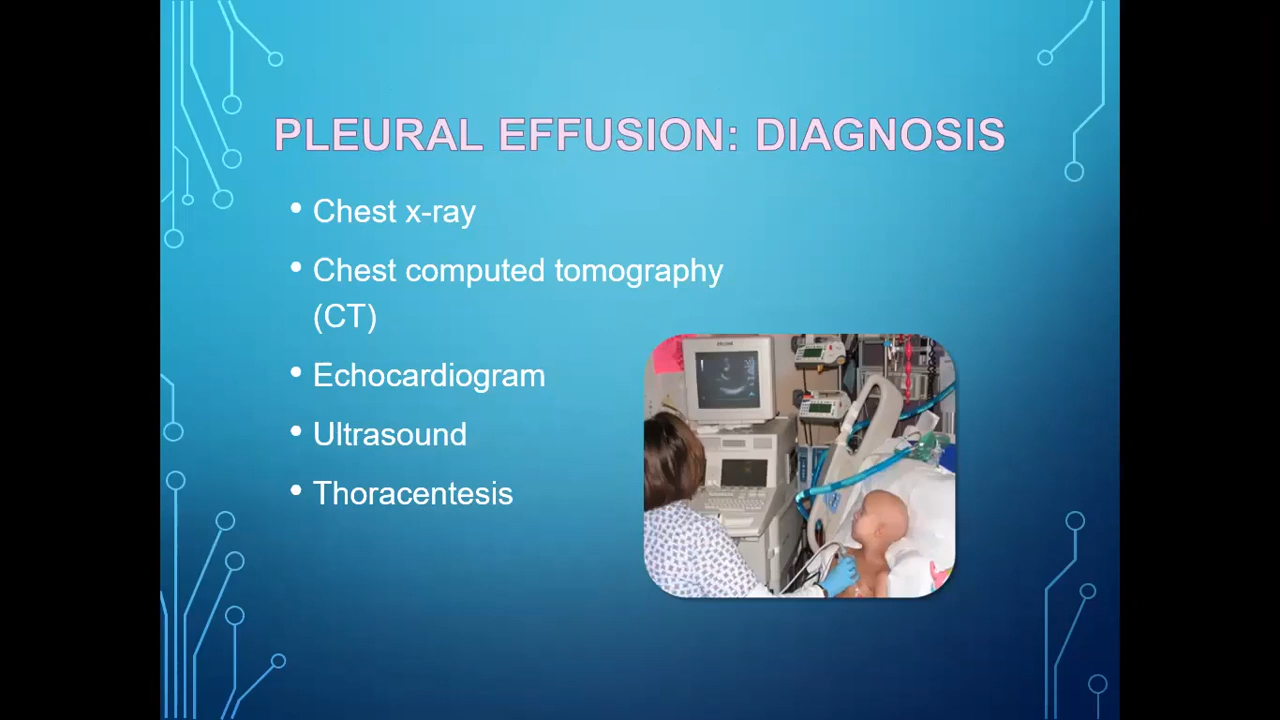 PLEURAL EFFUSION: DIAGNOSIS
• Chest x-ray
• Chest computed tomography
(CT)
• Echocardiogram
• Ultrasound
• Thoracentesis